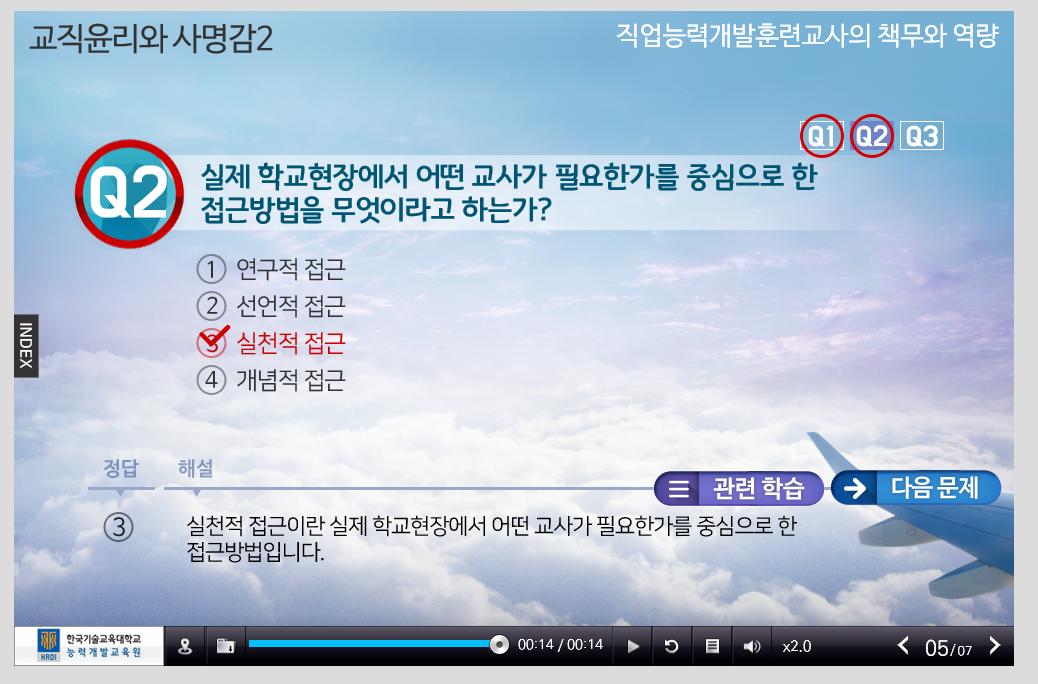 교직윤리와 사명감2
직업능력개발훈련교사의 책무와 역량
Q1 Q2 Q3
Q2
실제 학교현장에서 어떤 교사가 필요한가를 중심으로 한
접근방법을 무엇이라고 하는가?
① 연구적 접근
② 선언적 접근
③ 실천적 접근
④ 개념적 접근
INDEX
정답 해설
관련 학습
다음 문제
③ 실천적 접근이란 실제 학교현장에서 어떤 교사가 필요한가를 중심으로 한
접근방법입니다.
HRDI
한국기술교육대학교
능력개발교육원
00:14 / 00:14
x2.0
05/07